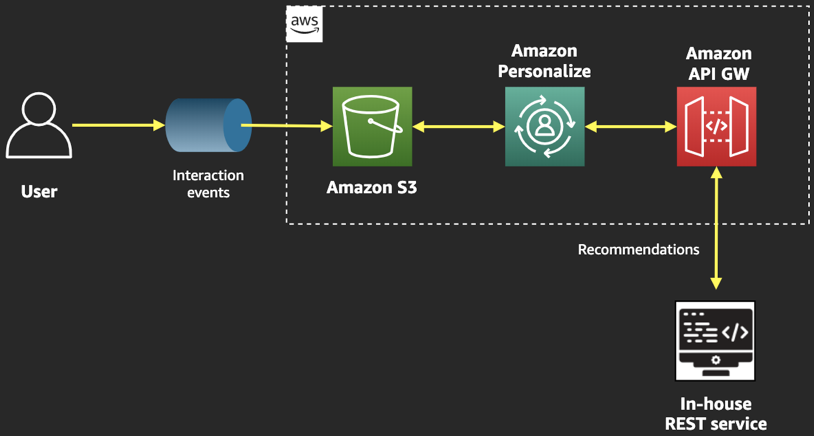 aws
Amazon
Personalize
Amazon
API GW
User
Interaction
events
Amazon S3
Recommendations
</>
</>
In-house
REST service